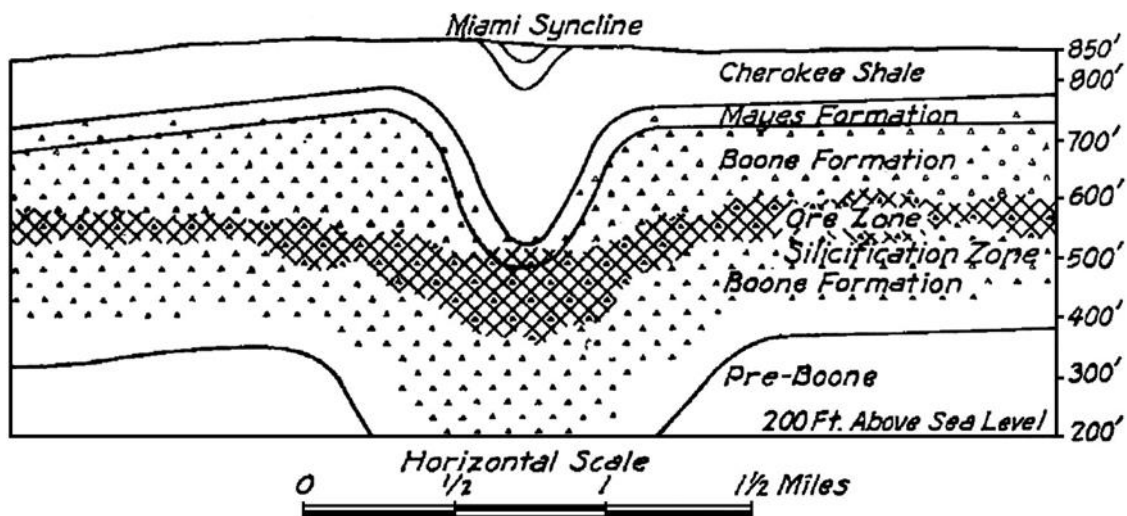 Miami Syncline
850'
Cherokee Shale
800'
Mayes Formation
700'
Boone Formation
600'
Ore Zone
Silicification Zone
500'
Boone Formation
400'
Pre-Boone
300'
200 Ft. Above Sea Level
200'
Horizontal Scale
0 1/2 1 1 1/2 Miles